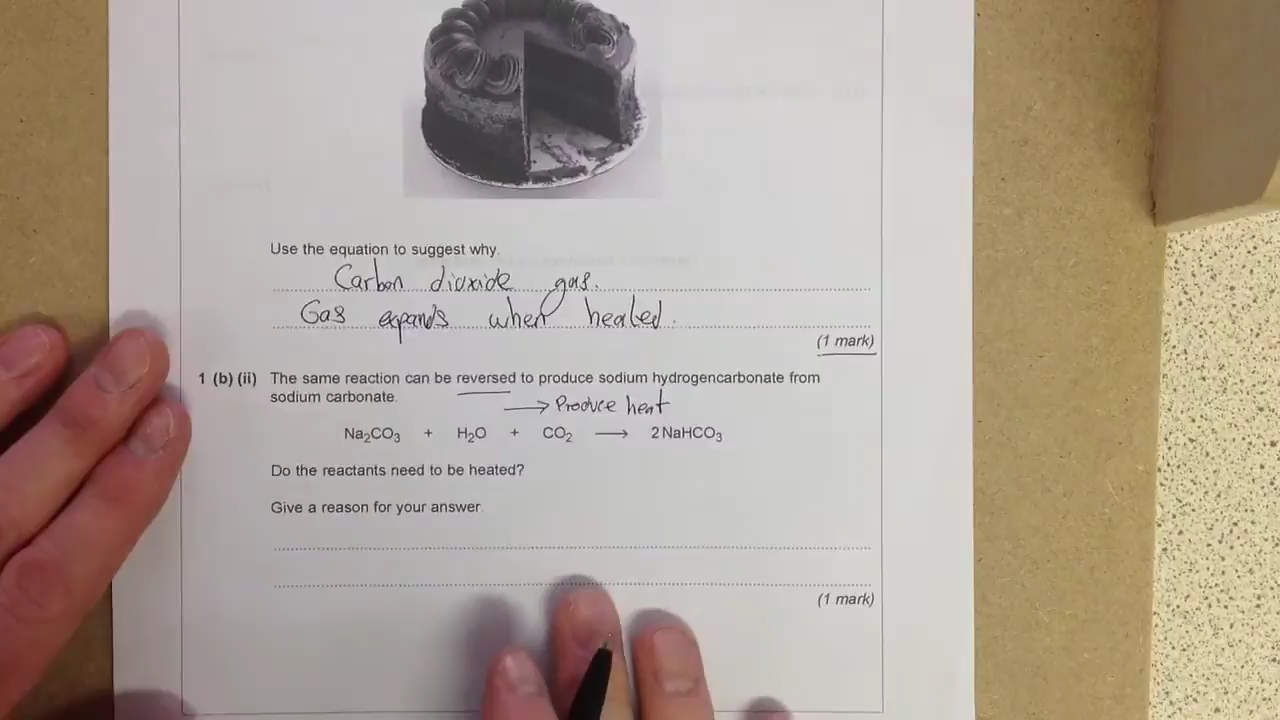 Use the equation to suggest why.
Carbon dioxide gas.
Gas expands when heated.
(1 mark)
1 (b) (ii) The same reaction can be reversed to produce sodium hydrogencarbonate from
sodium carbonate.
→ Produce heat
Na₂CO₃ + H₂O + CO₂ → 2NaHCO₃
Do the reactants need to be heated?
Give a reason for your answer.
(1 mark)